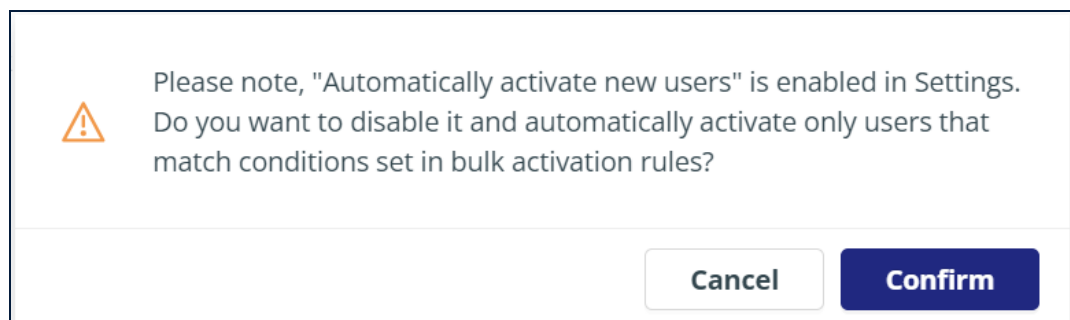 Please note, "Automatically activate new users" is enabled in Settings.
Do you want to disable it and automatically activate only users that
match conditions set in bulk activation rules?
Cancel
Confirm